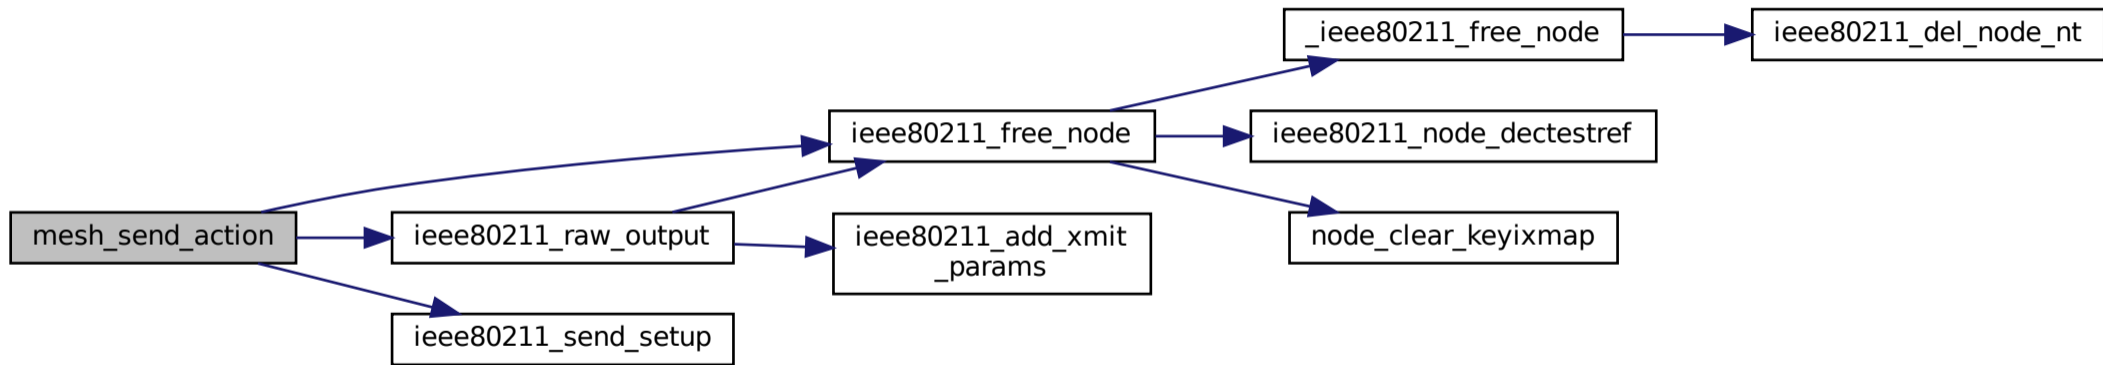 _ieee80211_free_node
ieee80211_del_node_nt
ieee80211_free_node
ieee80211_node_dectestref
mesh_send_action
ieee80211_raw_output
ieee80211_add_xmit
_params
node_clear_keyixmap
ieee80211_send_setup